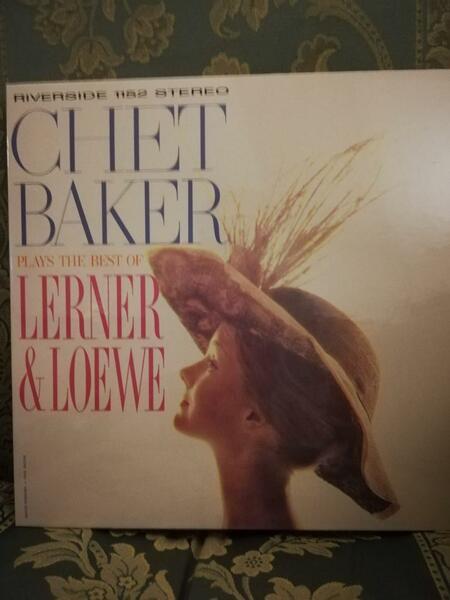 RIVERSIDE 1152 STEREO
CHET
BAKER
PLAYS THE BEST OF
LERNER
& LOEWE